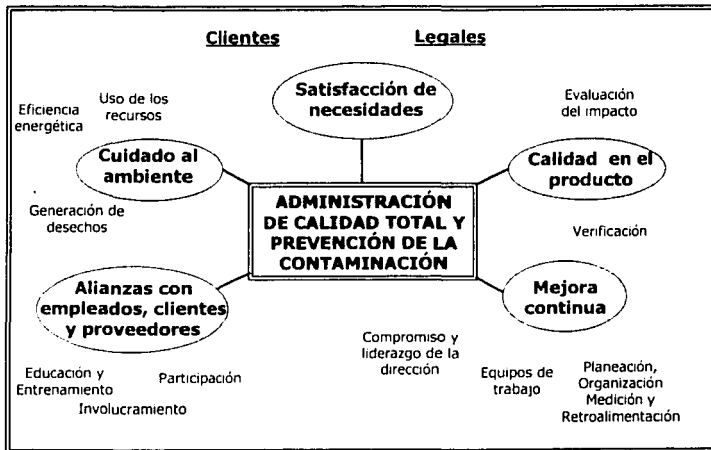 Clientes
Legales
Satisfacción de
necesidades
Eficiencia
energética
Uso de los
recursos
Evaluación
del impacto
Cuidado al
ambiente
Calidad en el
producto
Generación de
desechos
Verificación
ADMINISTRACIÓN
DE CALIDAD TOTAL Y
PREVENCIÓN DE LA
CONTAMINACIÓN
Alianzas con
empleados, clientes
y proveedores
Mejora
continua
Educación y
Entrenamiento
Participación
Involucramiento
Compromiso y
liderazgo de la
dirección
Equipos de
trabajo
Planeación,
Organización
Medición y
Retroalimentación